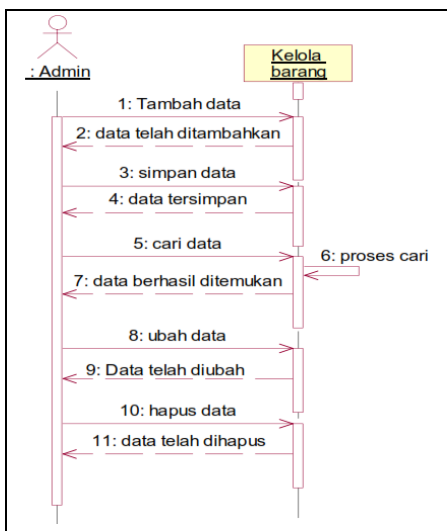 : Admin
Kelola
barang
1: Tambah data
2: data telah ditambahkan
3: simpan data
4: data tersimpan
5: cari data
6: proses cari
7: data berhasil ditemukan
8: ubah data
9: Data telah diubah
10: hapus data
11: data telah dihapus